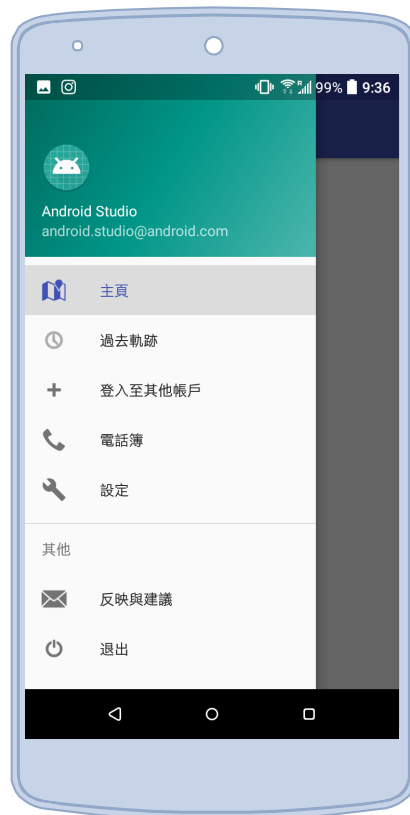 R 99% 9:36
Android Studio
android.studio@android.com
主頁
過去軌跡
登入至其他帳戶
電話簿
設定
其他
反映與建議
退出